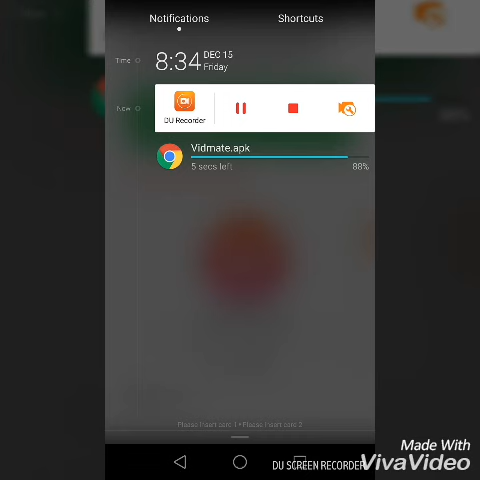 Notifications
Shortcuts
Time
8:34
DEC 15
Friday
Now
DU Recorder
Vidmate.apk
5 secs left
88%
Please insert card 1 • Please insert card 2
DU SCREEN RECORDER
Made With
VivaVideo